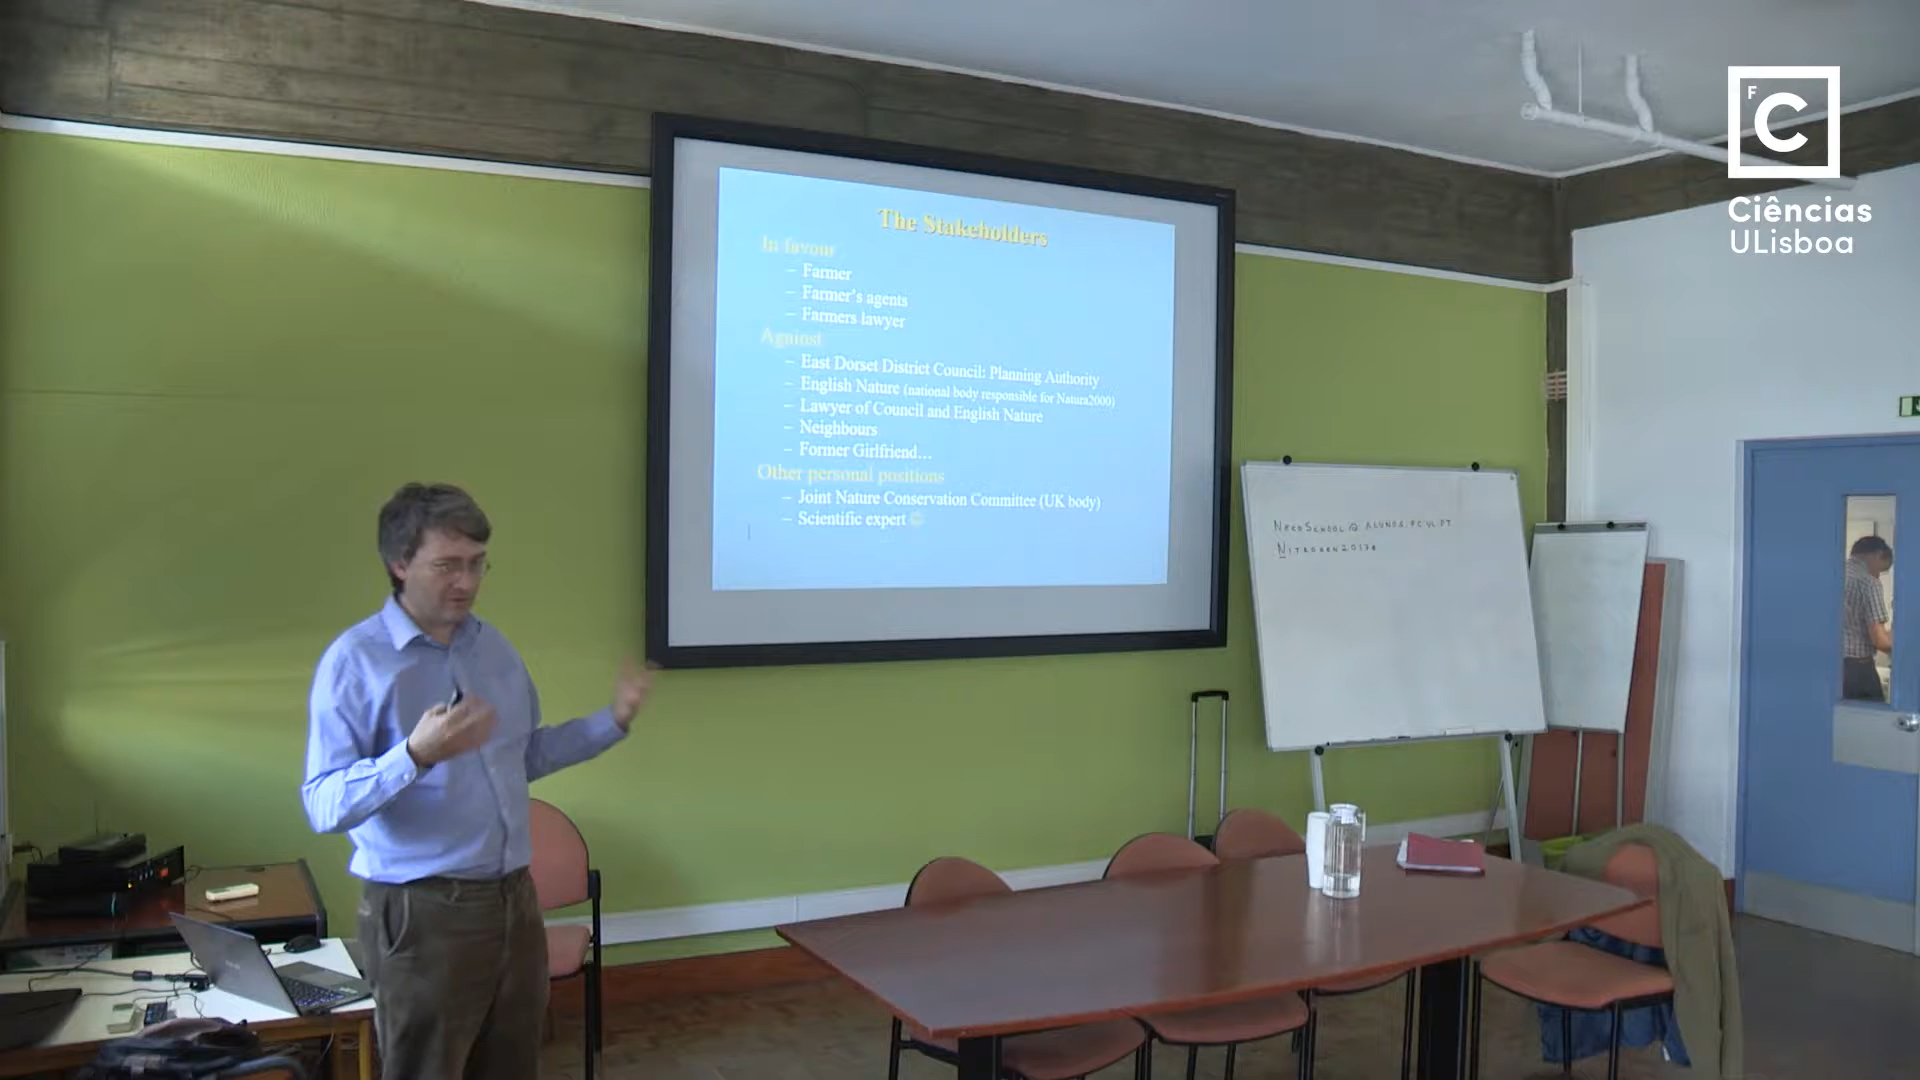 The Stakeholders
In favour
– Farmer
– Farmer's agents
– Farmers lawyer
Against
– East Dorset District Council: Planning Authority
– English Nature (national body responsible for Natura2000)
– Lawyer of Council and English Nature
– Neighbours
– Former Girlfriend...
Other personal positions
– Joint Nature Conservation Committee (UK body)
– Scientific expert
F
C
Ciências
ULisboa